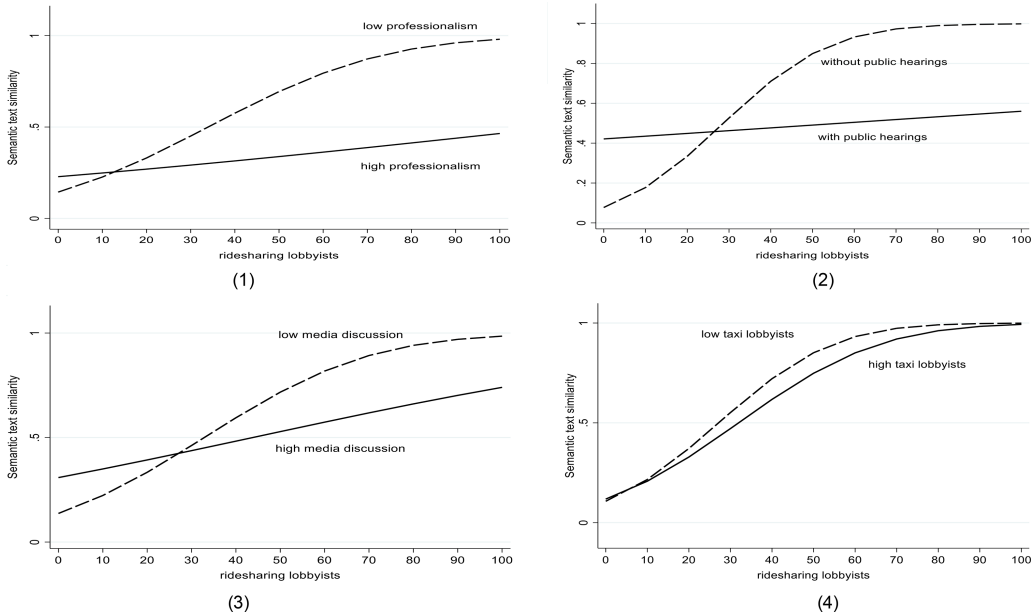 low professionalism
1
.5
0
Semantic text similarity
high professionalism
0 10 20 30 40 50 60 70 80 90 100
ridesharing lobbyists
(1)
1
.8
.6
.4
.2
0
Semantic text similarity
without public hearings
with public hearings
0 10 20 30 40 50 60 70 80 90 100
ridesharing lobbyists
(2)
low media discussion
1
.5
0
Semantic text similarity
high media discussion
0 10 20 30 40 50 60 70 80 90 100
ridesharing lobbyists
(3)
low taxi lobbyists
1
.5
0
Semantic text similarity
high taxi lobbyists
0 10 20 30 40 50 60 70 80 90 100
ridesharing lobbyists
(4)